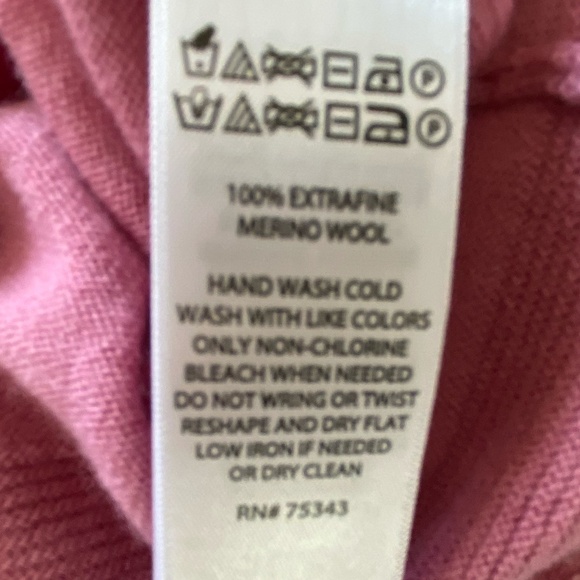 P
P
100% EXTRAFINE
MERINO WOOL
HAND WASH COLD
WASH WITH LIKE COLORS
ONLY NON-CHLORINE
BLEACH WHEN NEEDED
DO NOT WRING OR TWIST
RESHAPE AND DRY FLAT
LOW IRON IF NEEDED
OR DRY CLEAN
RN# 75343